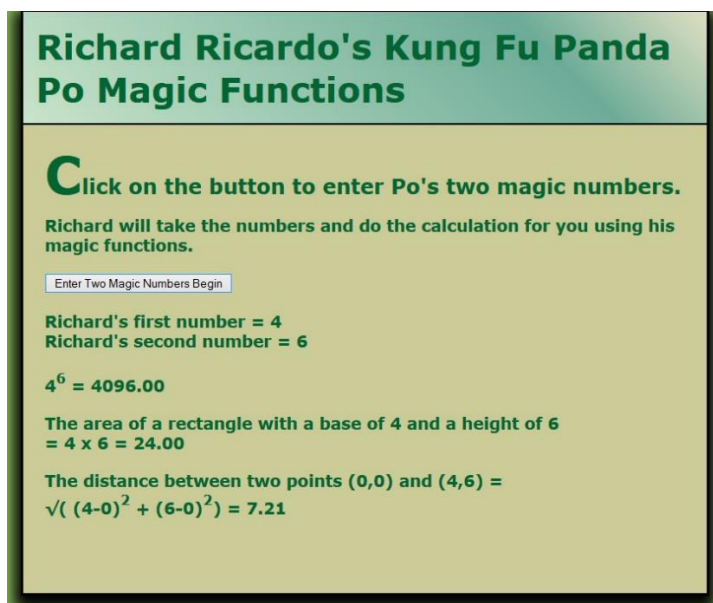 Richard Ricardo's Kung Fu Panda
Po Magic Functions
Click on the button to enter Po's two magic numbers.
Richard will take the numbers and do the calculation for you using his
magic functions.
Enter Two Magic Numbers Begin
Richard's first number = 4
Richard's second number = 6
4⁶ = 4096.00
The area of a rectangle with a base of 4 and a height of 6
= 4 x 6 = 24.00
The distance between two points (0,0) and (4,6) =
√( (4-0)² + (6-0)²) = 7.21